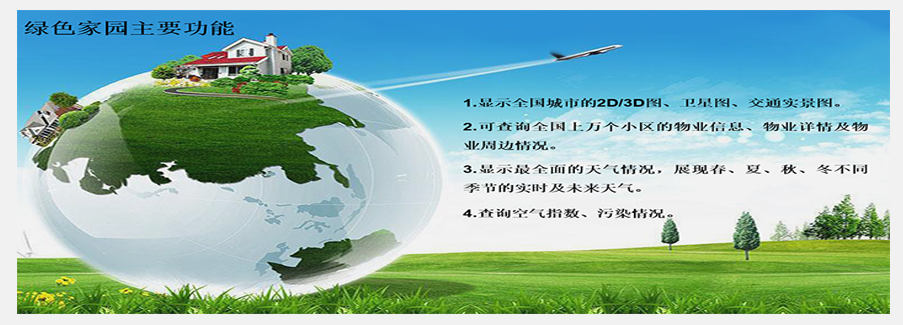 绿色家园主要功能
1.显示全国城市的2D/3D图、卫星图、交通实景图。
2.可查询全国上万个小区的物业信息、物业详情及物
业周边情况。
3.显示最全面的天气情况，展现春、夏、秋、冬不同
季节的实时及未来天气。
4.查询空气指数、污染情况。